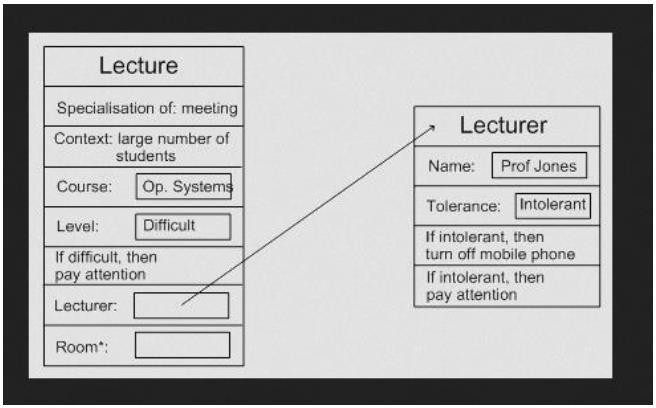 Lecture
Specialisation of: meeting
Context: large number of
students
Course: Op. Systems
Level: Difficult
If difficult, then
pay attention
Lecturer:
Room*:
Lecturer
Name: Prof Jones
Tolerance: Intolerant
If intolerant, then
turn off mobile phone
If intolerant, then
pay attention